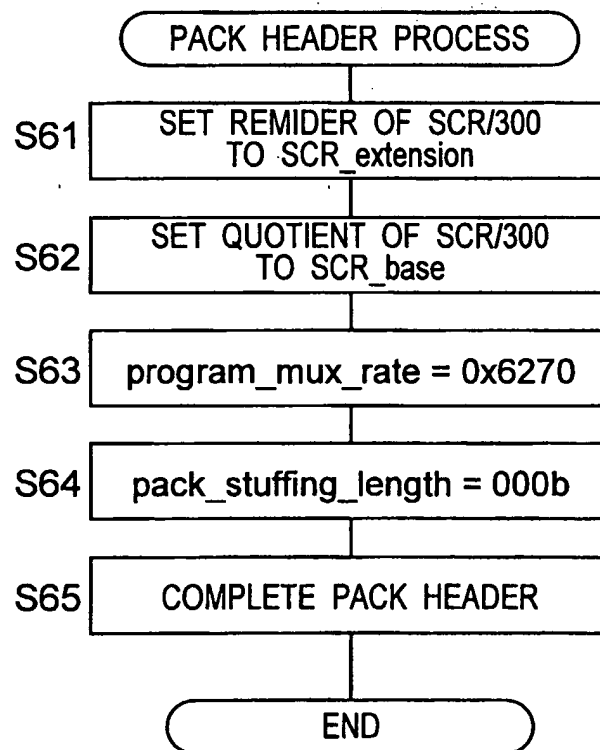 PACK HEADER PROCESS
S61
SET REMIDER OF SCR/300
TO SCR_extension
S62
SET QUOTIENT OF SCR/300
TO SCR_base
S63
program_mux_rate = 0x6270
S64
pack_stuffing_length = 000b
S65
COMPLETE PACK HEADER
END